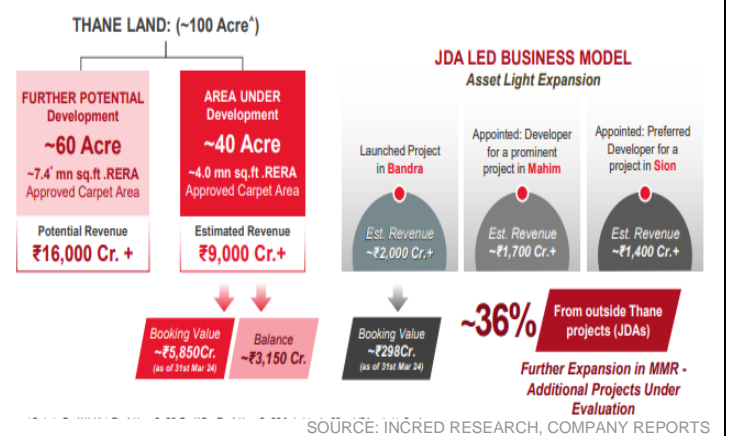 THANE LAND: (~100 Acre^)
FURTHER POTENTIAL
Development
~60 Acre
~7.4* mn sq.ft .RERA
Approved Carpet Area
Potential Revenue
₹16,000 Cr. +
AREA UNDER
Development
~40 Acre
~4.0 mn sq.ft .RERA
Approved Carpet Area
Estimated Revenue
₹9,000 Cr.+
Booking Value
~₹5,850Cr.
(as of 31st Mar 24)
Balance
~₹3,150 Cr.
JDA LED BUSINESS MODEL
Asset Light Expansion
Launched Project
in Bandra
Est. Revenue
~₹2,000 Cr.+
Appointed: Developer
for a prominent
project in Mahim
Est. Revenue
~₹1,700 Cr.+
Appointed: Preferred
Developer for a
project in Sion
Est. Revenue
~₹1,400 Cr.+
Booking Value
~₹298Cr.
(as of 31st Mar 24)
~36%
From outside Thane
projects (JDAs)
Further Expansion in MMR -
Additional Projects Under
Evaluation
SOURCE: INCRED RESEARCH, COMPANY REPORTS